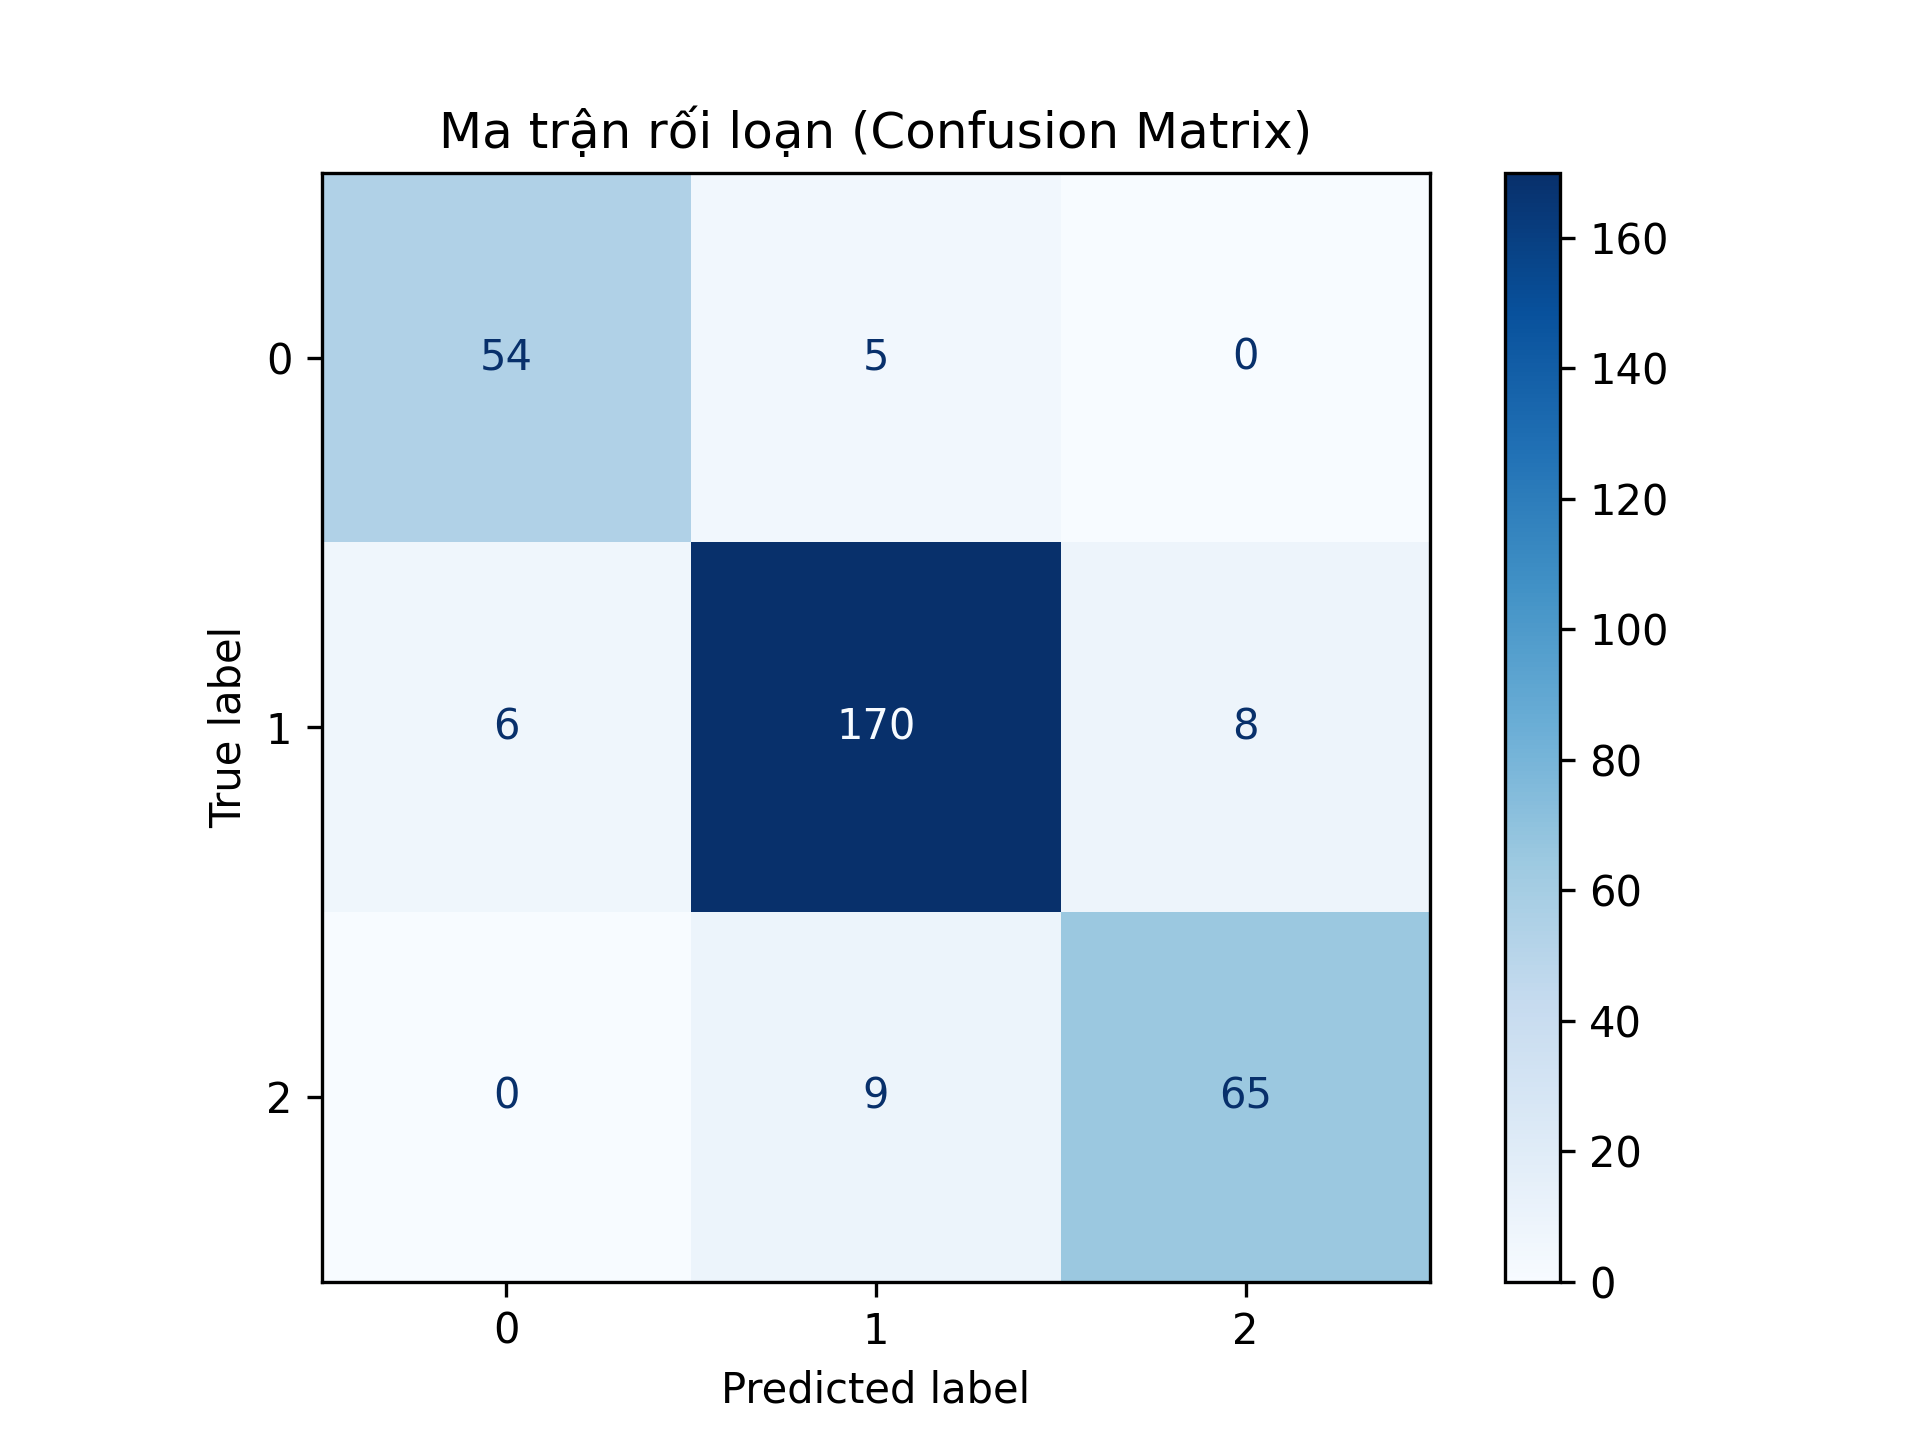 Ma trận rối loạn (Confusion Matrix)
True label
0
1
2
54 5 0
6 170 8
0 9 65
0 1 2
Predicted label
160
140
120
100
80
60
40
20
0